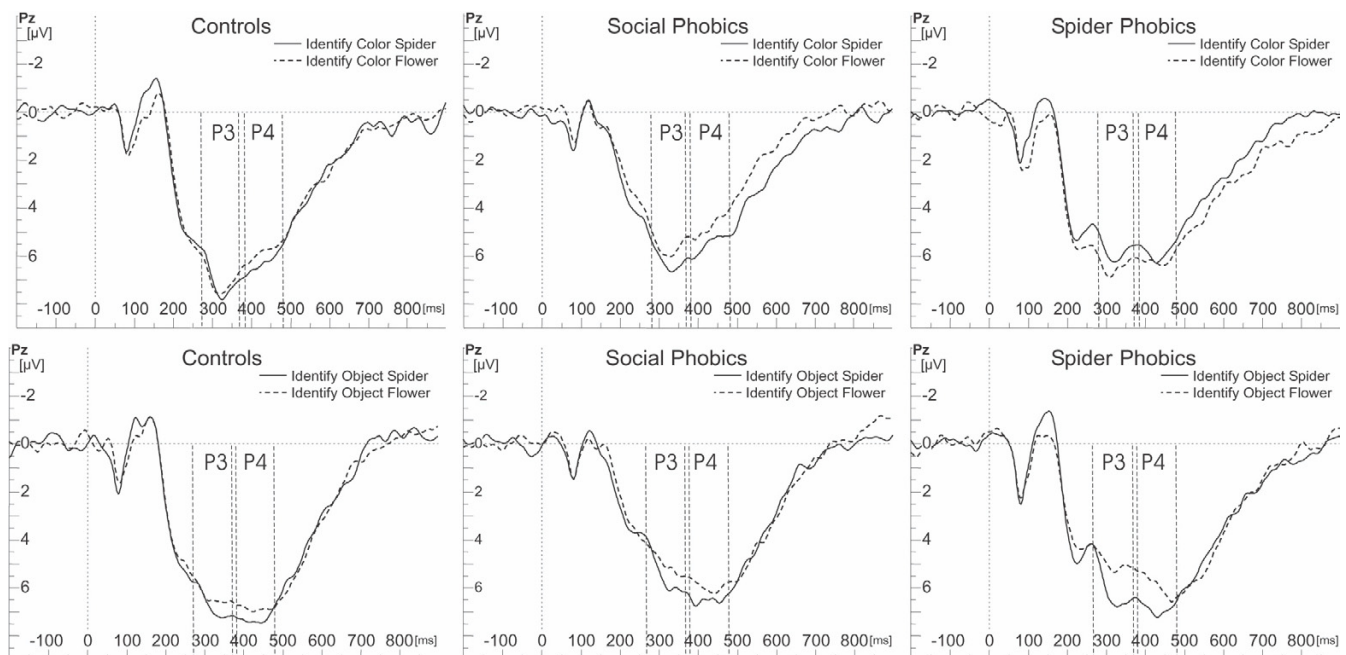 Pz
[µV]
Controls
Identify Color Spider
Identify Color Flower
-2
0
2
4
6
P3 P4
-100 0 100 200 300 400 500 600 700 800 [ms]
Pz
[µV]
Social Phobics
Identify Color Spider
Identify Color Flower
-2
0
2
4
6
P3 P4
-100 0 100 200 300 400 500 600 700 800 [ms]
Pz
[µV]
Spider Phobics
Identify Color Spider
Identify Color Flower
-2
0
2
4
6
P3 P4
-100 0 100 200 300 400 500 600 700 800 [ms]
Pz
[µV]
Controls
Identify Object Spider
Identify Object Flower
-2
0
2
4
6
P3 P4
-100 0 100 200 300 400 500 600 700 800 [ms]
Pz
[µV]
Social Phobics
Identify Object Spider
Identify Object Flower
-2
0
2
4
6
P3 P4
-100 0 100 200 300 400 500 600 700 800 [ms]
Pz
[µV]
Spider Phobics
Identify Object Spider
Identify Object Flower
-2
0
2
4
6
P3 P4
-100 0 100 200 300 400 500 600 700 800 [ms]